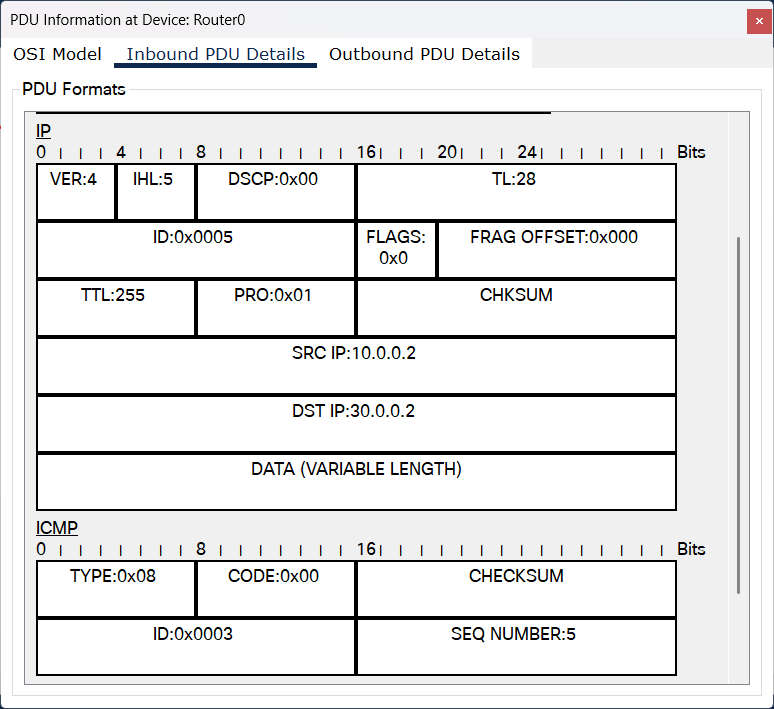 PDU Information at Device: Router0
×
OSI Model Inbound PDU Details Outbound PDU Details
PDU Formats
IP
0 4 8 16 20 24 Bits
VER:4 IHL:5 DSCP:0x00 TL:28
ID:0x0005 FLAGS: FRAG OFFSET:0x000
0x0
TTL:255 PRO:0x01 CHKSUM
SRC IP:10.0.0.2
DST IP:30.0.0.2
DATA (VARIABLE LENGTH)
ICMP
0 8 16 Bits
TYPE:0x08 CODE:0x00 CHECKSUM
ID:0x0003 SEQ NUMBER:5